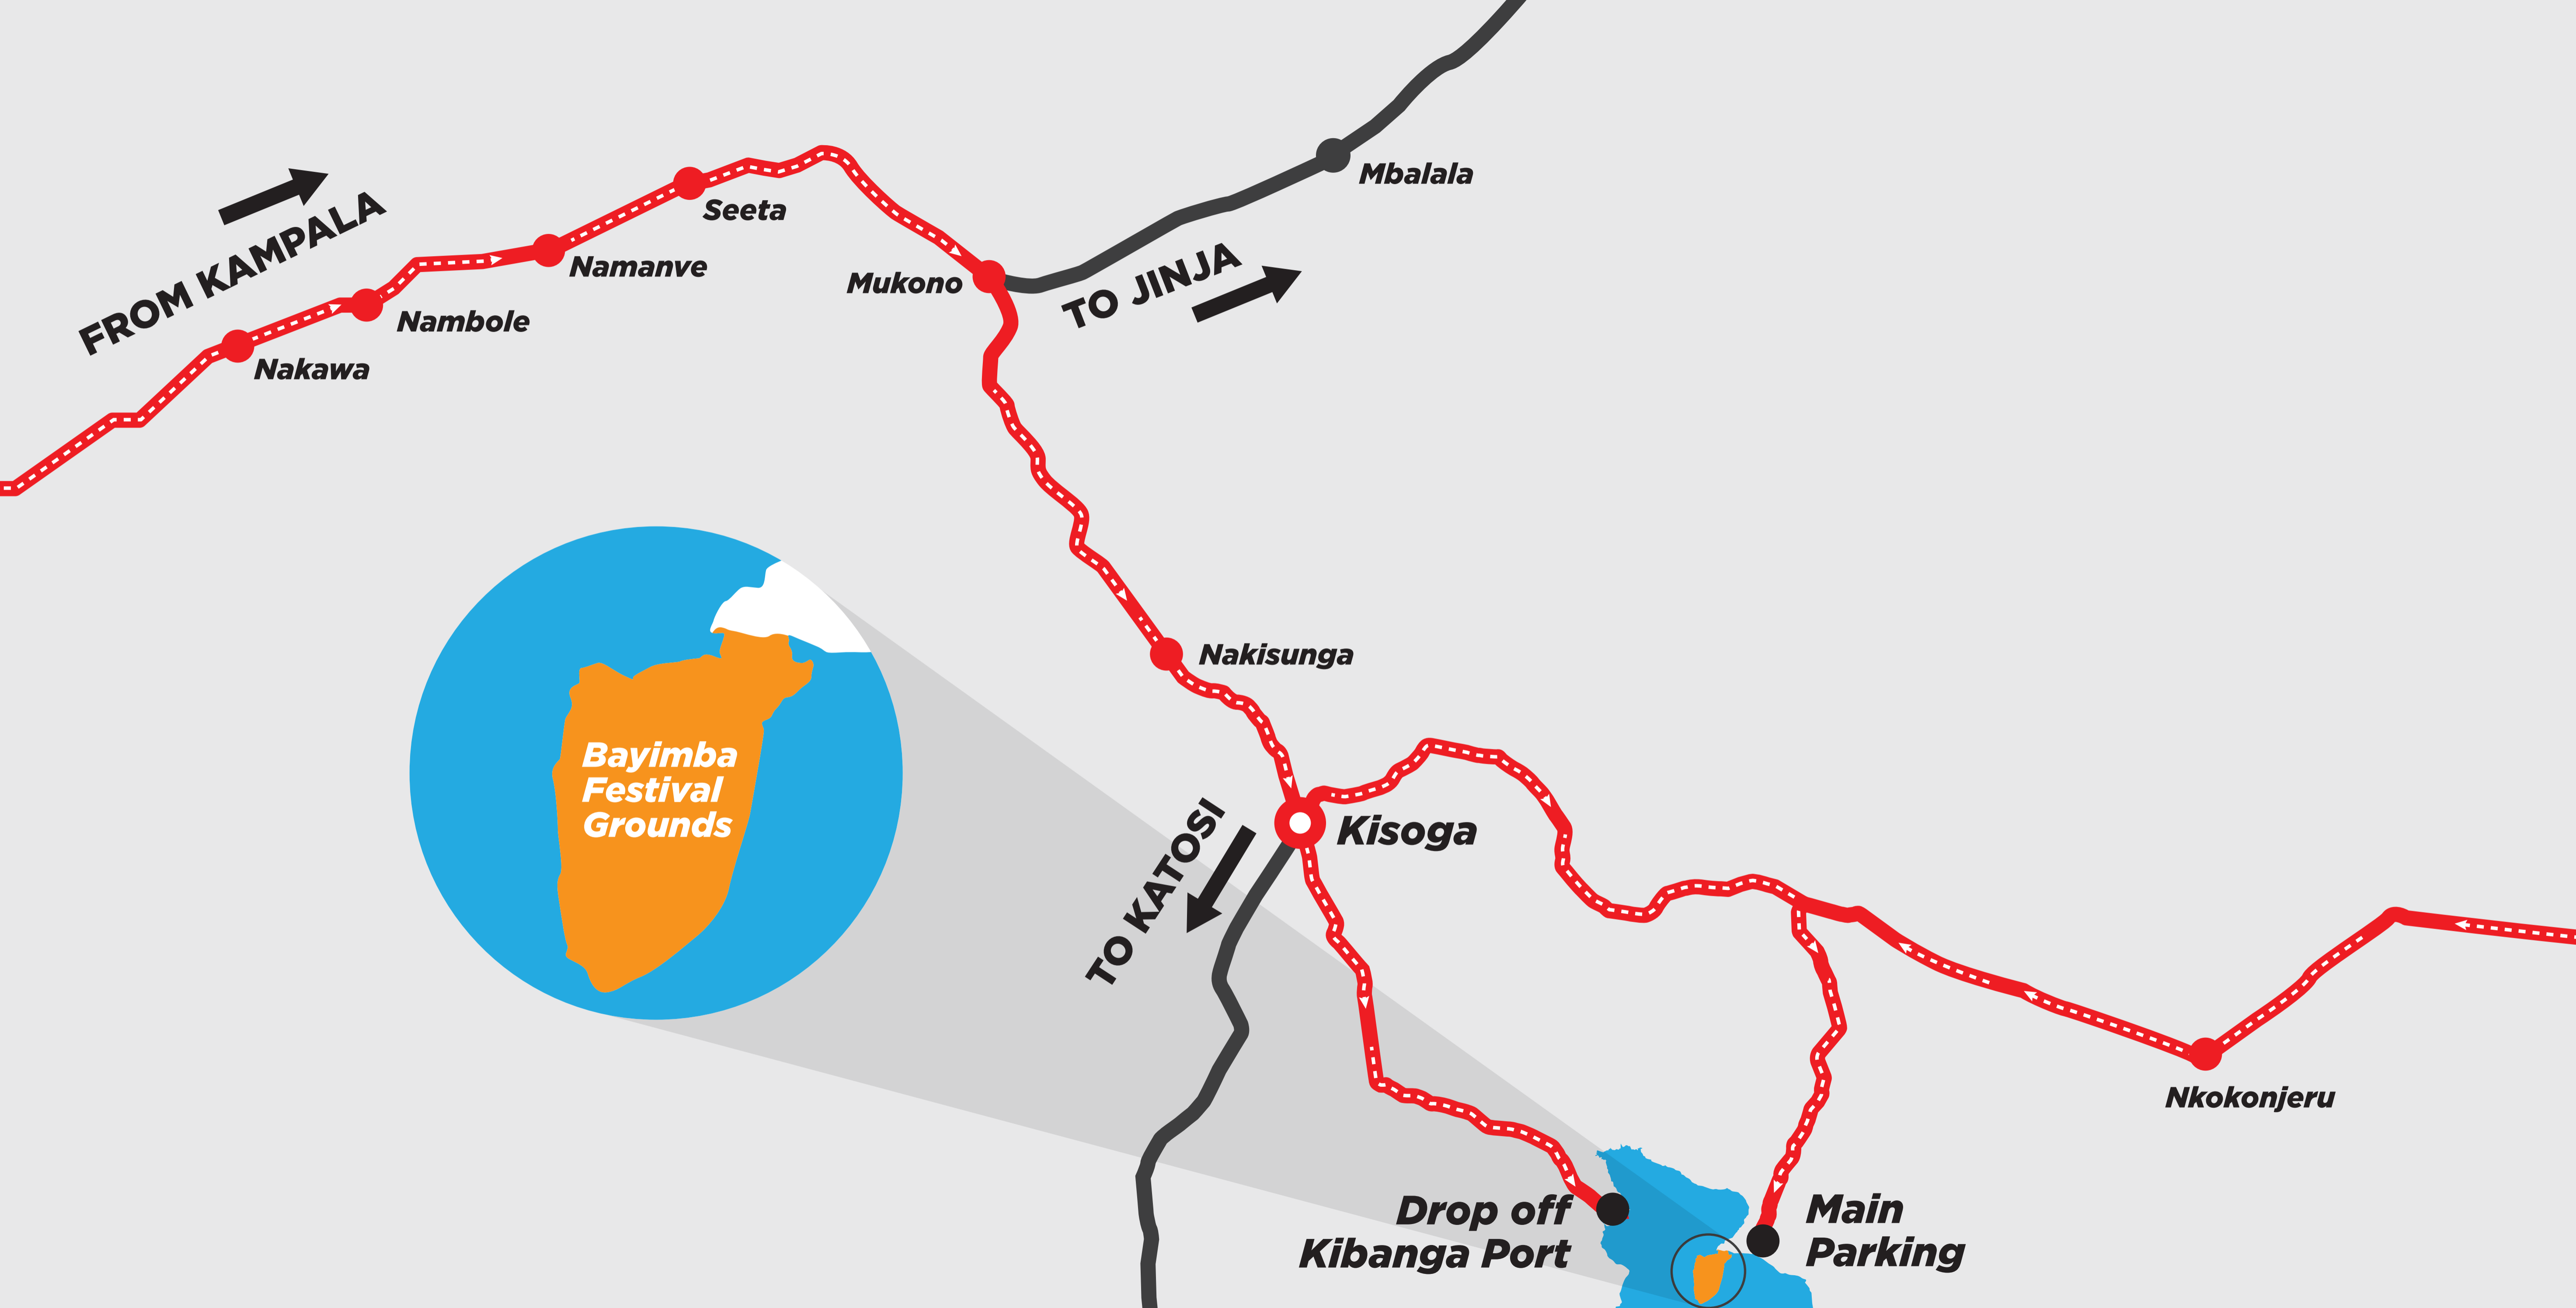 FROM KAMPALA
Nakawa
Nambole
Namanve
Seeta
Mukono
TO JINJA
Mbalala
Nakisunga
Bayimba
Festival
Grounds
Kisoga
TO KATOSI
Nkokonjeru
Drop off
Kibanga Port
Main
Parking